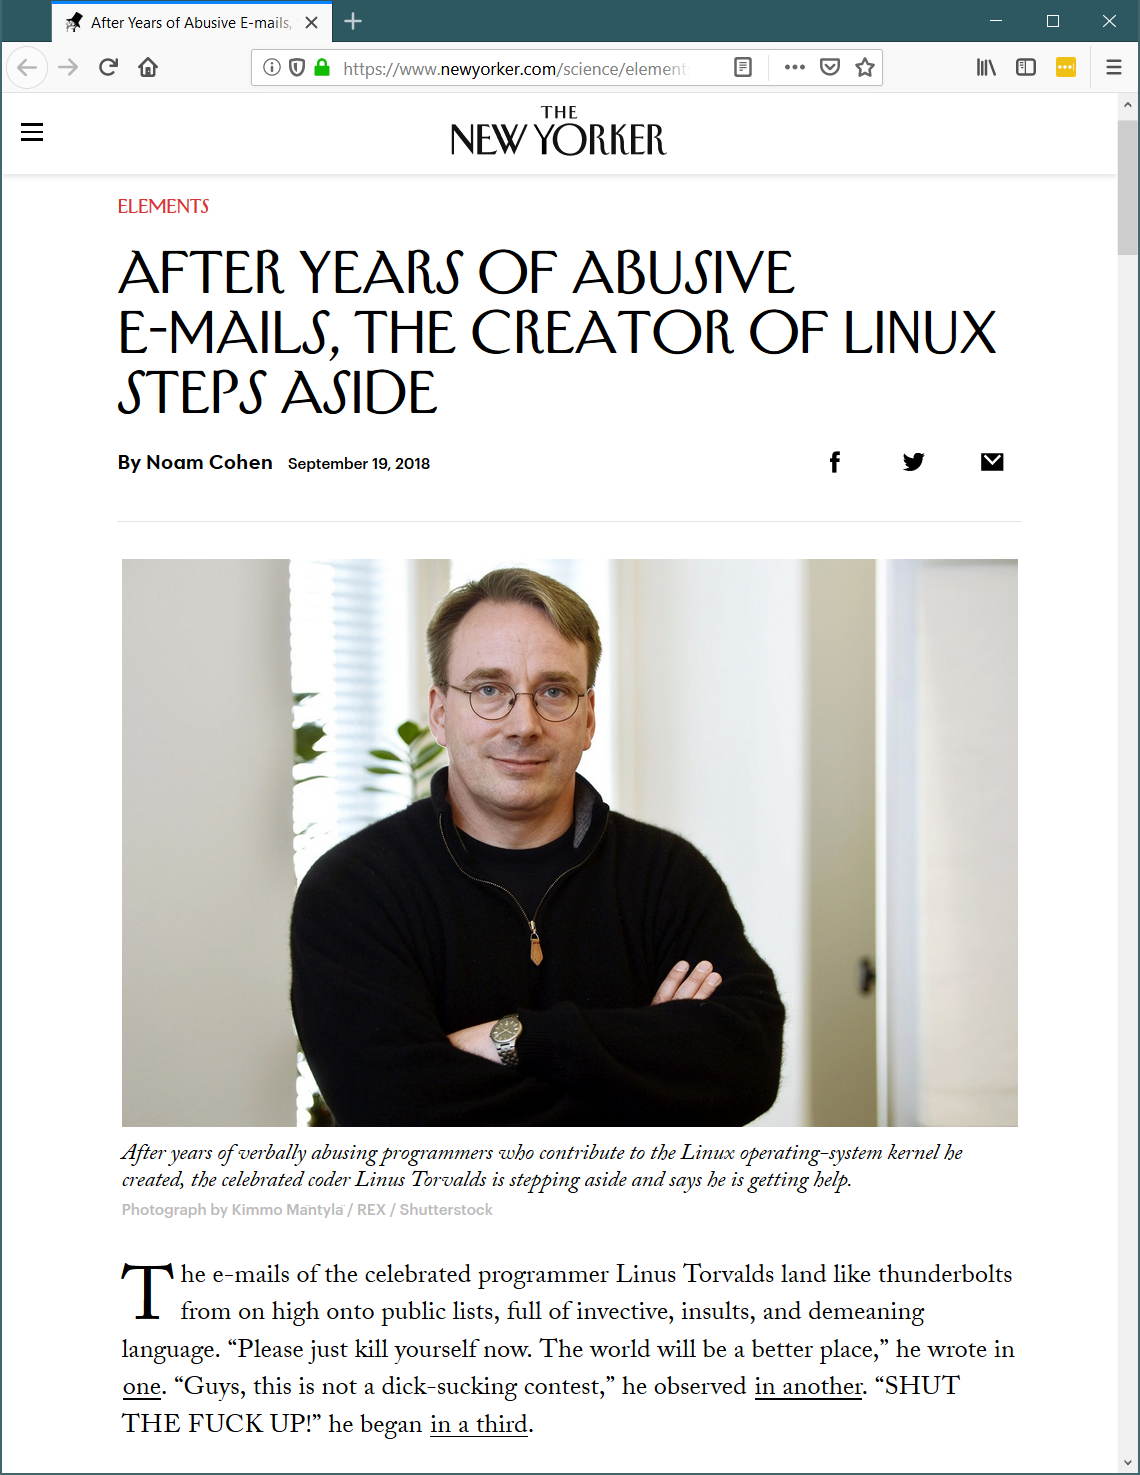 After Years of Abusive E-mails,
https://www.newyorker.com/science/element
THE
NEW YORKER
ELEMENTS
AFTER YEARS OF ABUSIVE
E-MAILS, THE CREATOR OF LINUX
STEPS ASIDE
By Noam Cohen September 19, 2018
After years of verbally abusing programmers who contribute to the Linux operating-system kernel he
created, the celebrated coder Linus Torvalds is stepping aside and says he is getting help.
Photograph by Kimmo Mäntylä / REX / Shutterstock
The e-mails of the celebrated programmer Linus Torvalds land like thunderbolts
from on high onto public lists, full of invective, insults, and demeaning
language. “Please just kill yourself now. The world will be a better place,” he wrote in
one. “Guys, this is not a dick-sucking contest,” he observed in another. “SHUT
THE FUCK UP!” he began in a third.